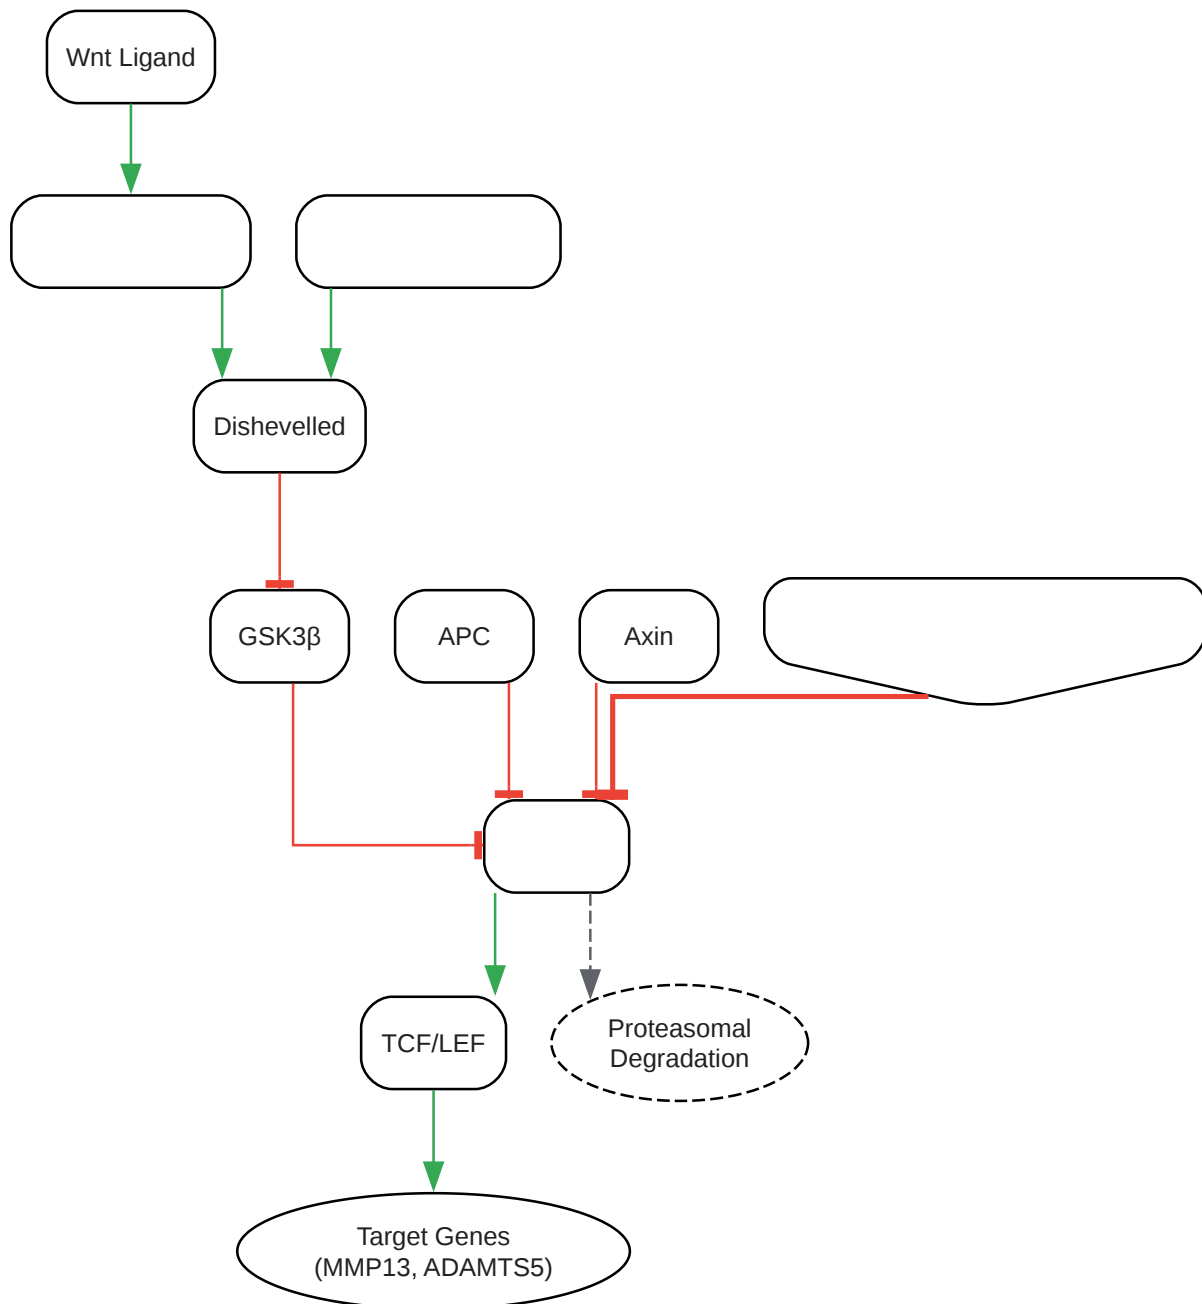 Wnt Ligand
Dishevelled
GSK3β
APC
Axin
TCF/LEF
Proteasomal
Degradation
Target Genes
(MMP13, ADAMTS5)